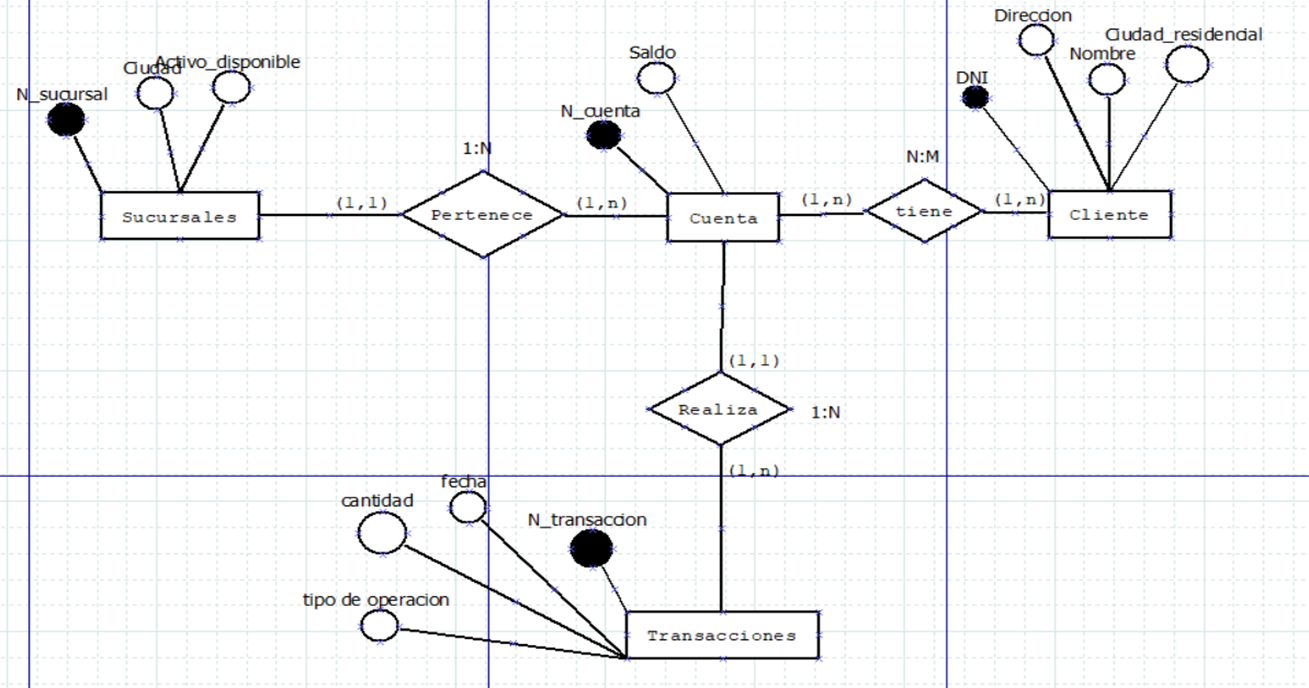 Direccion
Ciudad_residencial
Saldo
Nombre
Ciudad
Activo_disponible
DNI
N_sucursal
N_cuenta
1:N
N:M
(1,1)
(1,n)
(1,n)
(1,n)
Sucursales
Pertenece
Cuenta
tiene
Cliente
(1,1)
Realiza
1:N
(1,n)
fecha
cantidad
N_transaccion
tipo de operacion
Transacciones